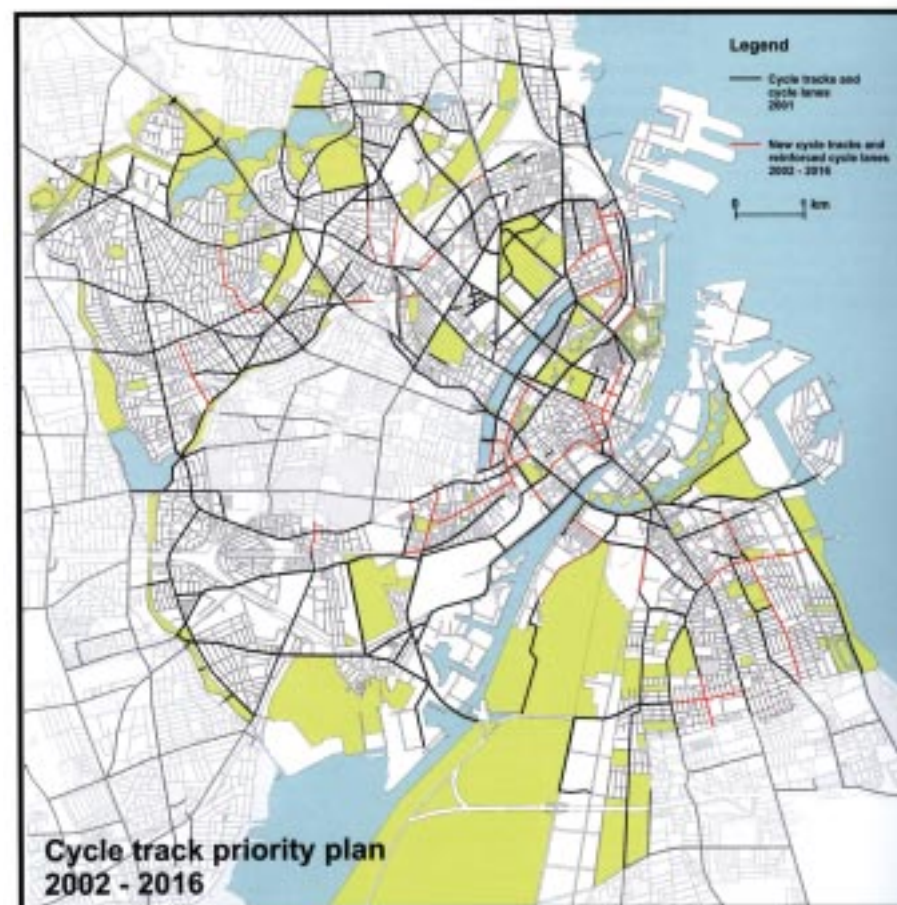 Legend
Cycle tracks and
cycle lanes
2001
New cycle tracks and
reinforced cycle lanes
2002 - 2016
0 1 km
Cycle track priority plan
2002 - 2016